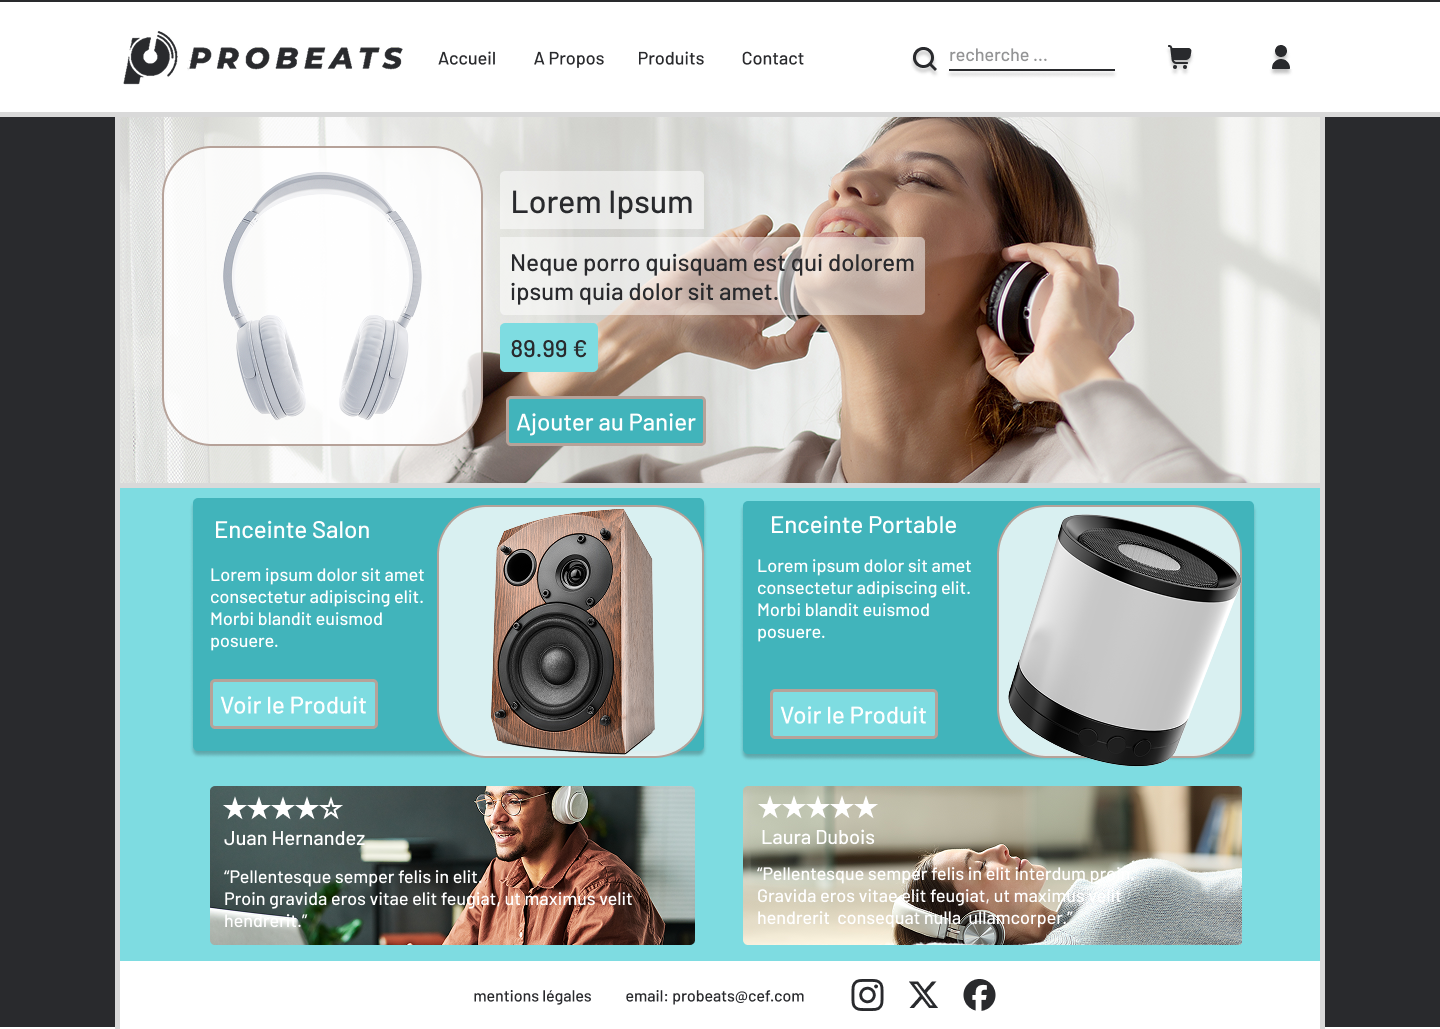 PROBEATS
Accueil
A Propos
Produits
Contact
recherche ...
Lorem Ipsum
Neque porro quisquam est qui dolorem
ipsum quia dolor sit amet.
89.99 €
Ajouter au Panier
Enceinte Salon
Lorem ipsum dolor sit amet
consectetur adipiscing elit.
Morbi blandit euismod
posuere.
Voir le Produit
Enceinte Portable
Lorem ipsum dolor sit amet
consectetur adipiscing elit.
Morbi blandit euismod
posuere.
Voir le Produit
★★★★☆
Juan Hernandez
“Pellentesque semper felis in elit.
Proin gravida eros vitae elit feugiat, ut maximus velit
hendrerit.”
★★★★★
Laura Dubois
“Pellentesque semper felis in elit interdum proin
Gravida eros vitae elit feugiat, ut maximus velit
hendrerit consequat nulla ullamcorper.”
mentions légales
email: probeats@cef.com